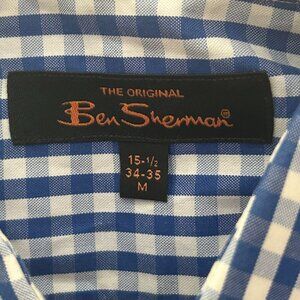 THE ORIGINAL
Ben Sherman®
15-1/2
34-35
M